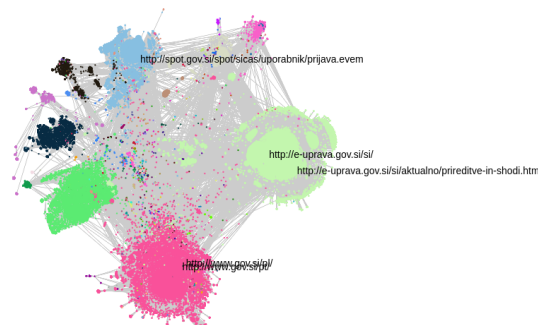 http://spot.gov.si/spot/sicas/uporabnik/prijava.evem
http://e-uprava.gov.si/si/
http://e-uprava.gov.si/si/aktualno/prireditve-in-shodi.htm
http://www.gov.si/pl/
http://www.gov.si/pt/